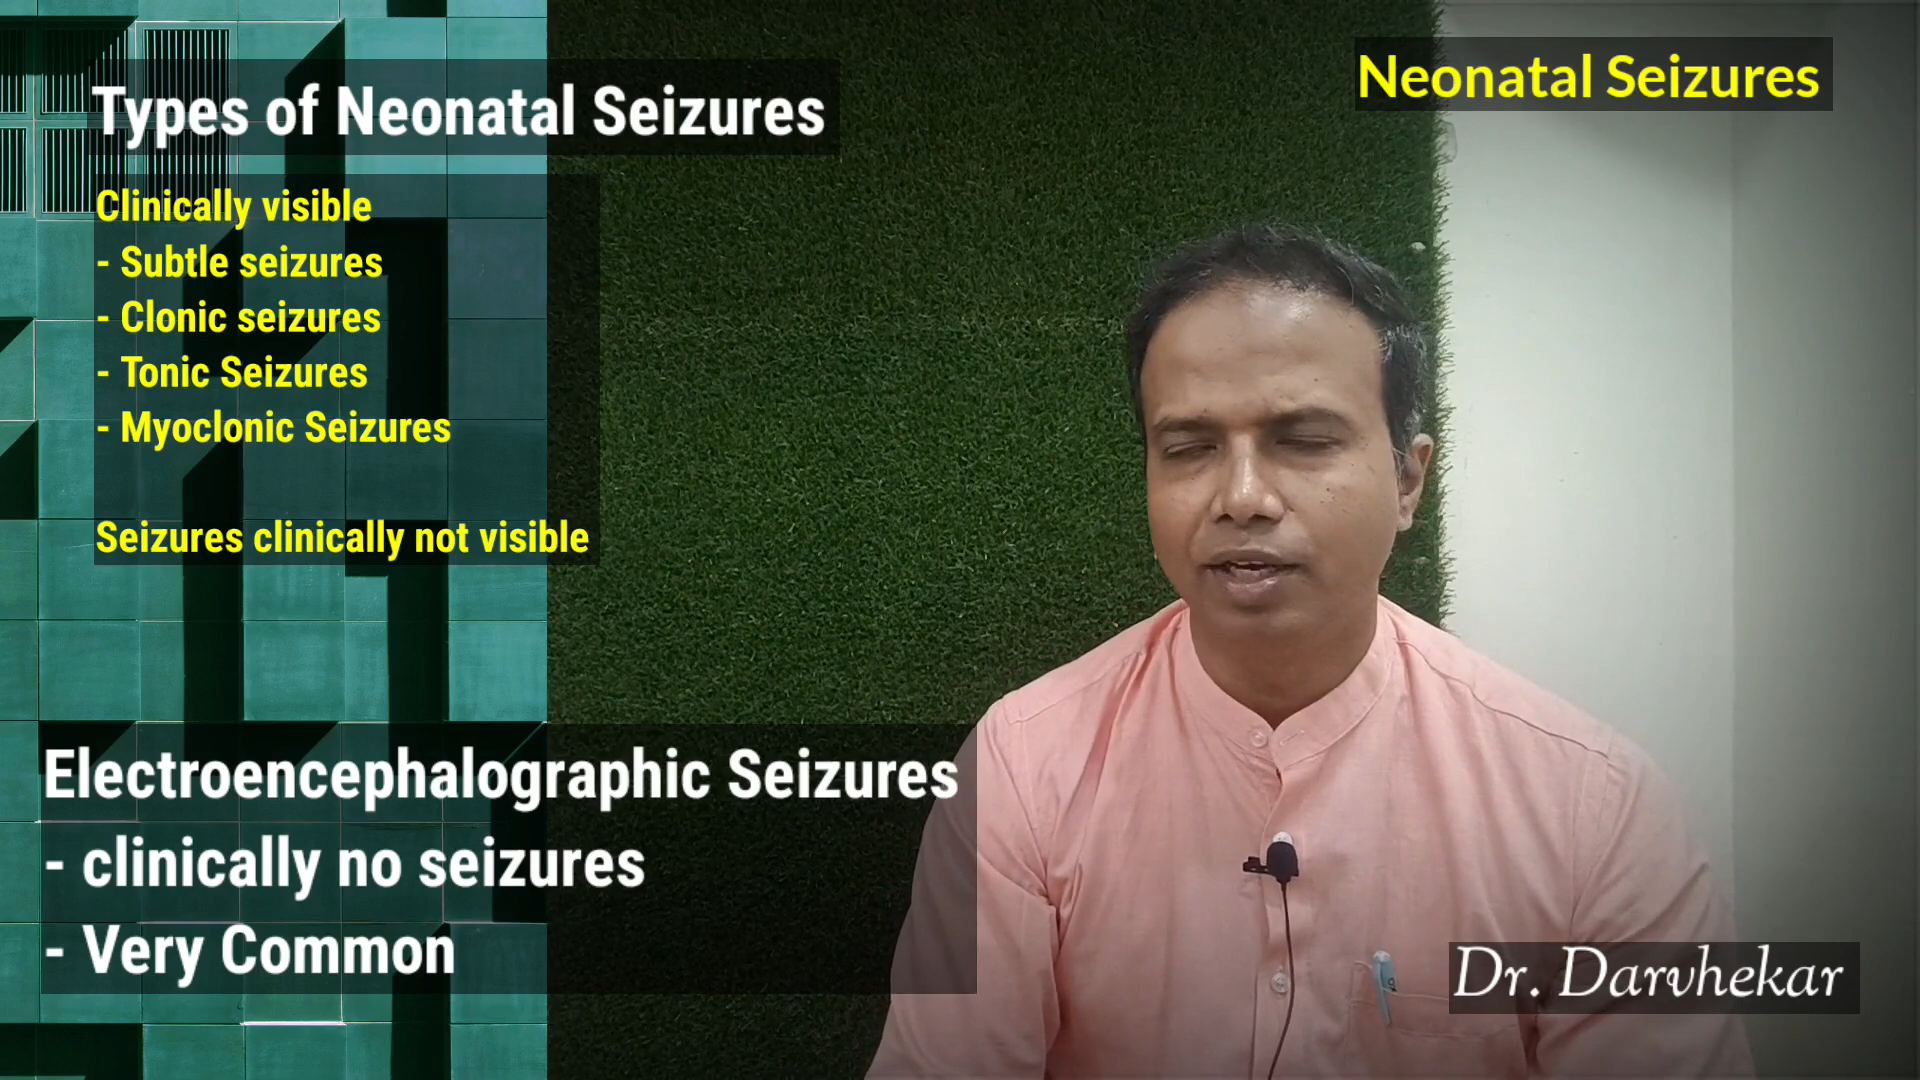 Neonatal Seizures
Types of Neonatal Seizures
Clinically visible
- Subtle seizures
- Clonic seizures
- Tonic Seizures
- Myoclonic Seizures
Seizures clinically not visible
Electroencephalographic Seizures
- clinically no seizures
- Very Common
Dr. Darvhekar